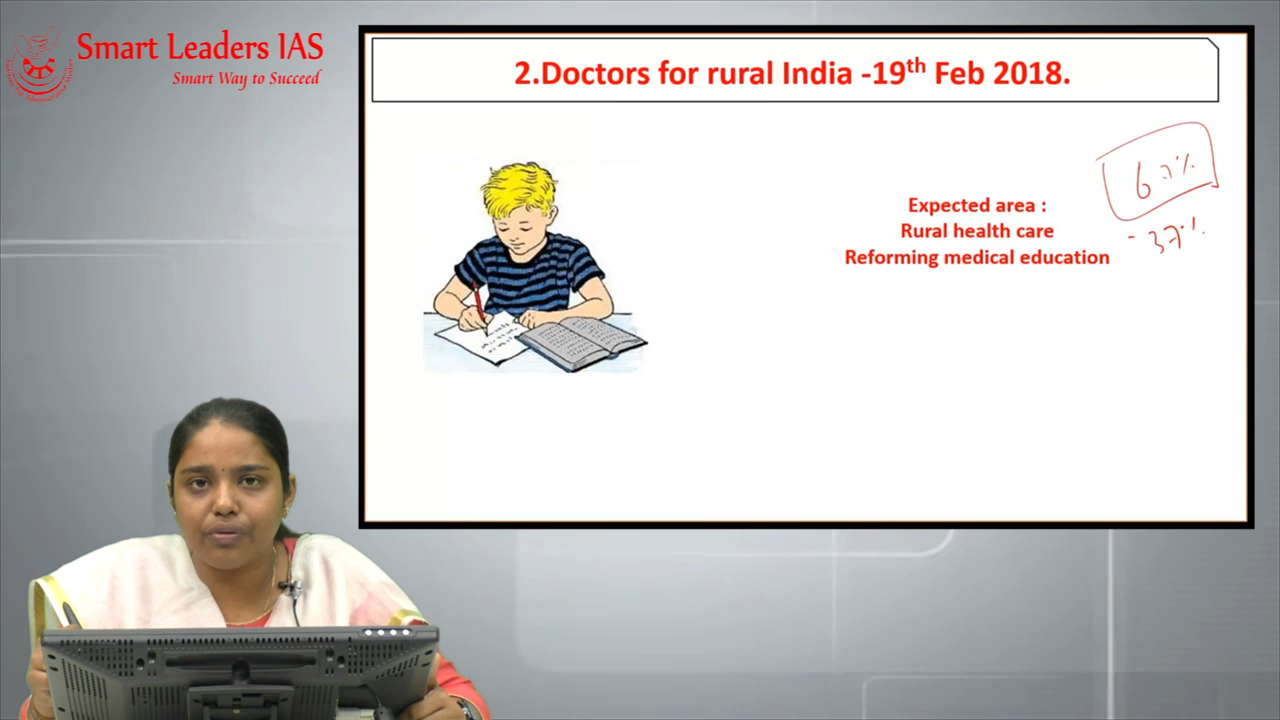 Smart Leaders IAS
Smart Way to Succeed
2.Doctors for rural India -19th Feb 2018.
Expected area :
Rural health care
Reforming medical education
37%